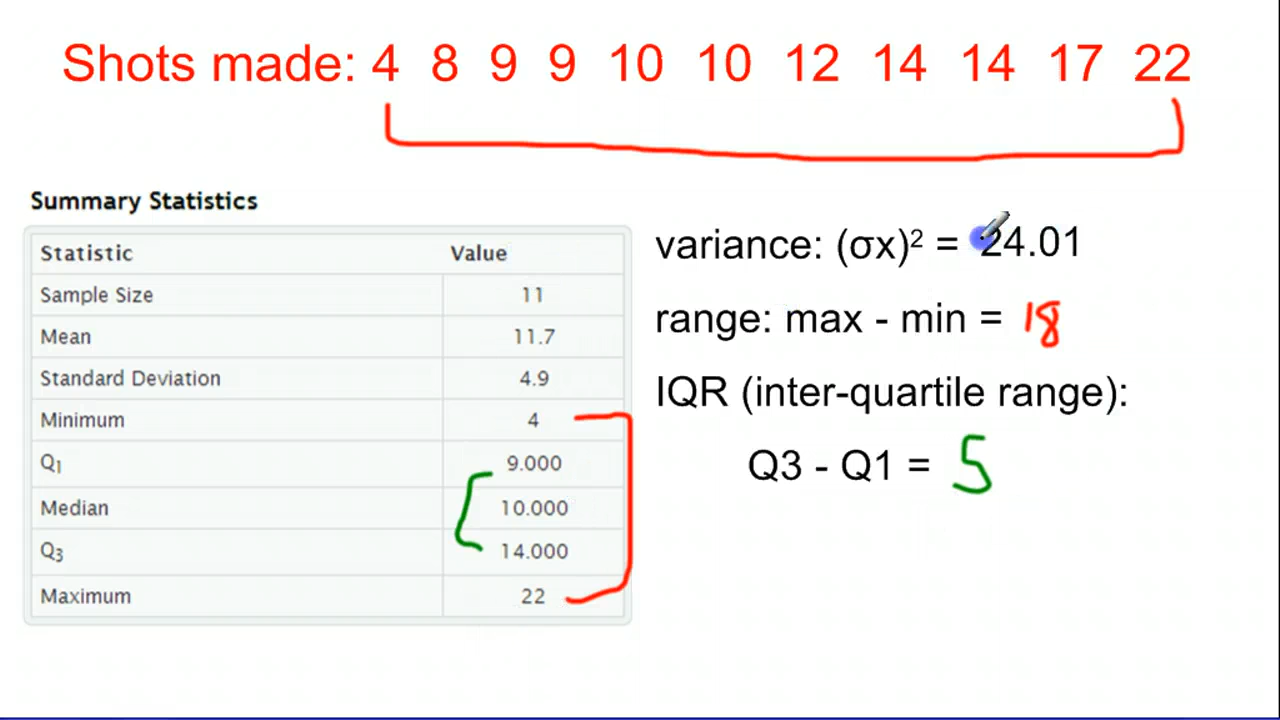 Shots made: 4 8 9 9 10 10 12 14 14 17 22
Summary Statistics
Statistic Value
Sample Size 11
Mean 11.7
Standard Deviation 4.9
Minimum 4
Q1 9.000
Median 10.000
Q3 14.000
Maximum 22
variance: (σx)² = 24.01
range: max - min = 18
IQR (inter-quartile range):
Q3 - Q1 = 5